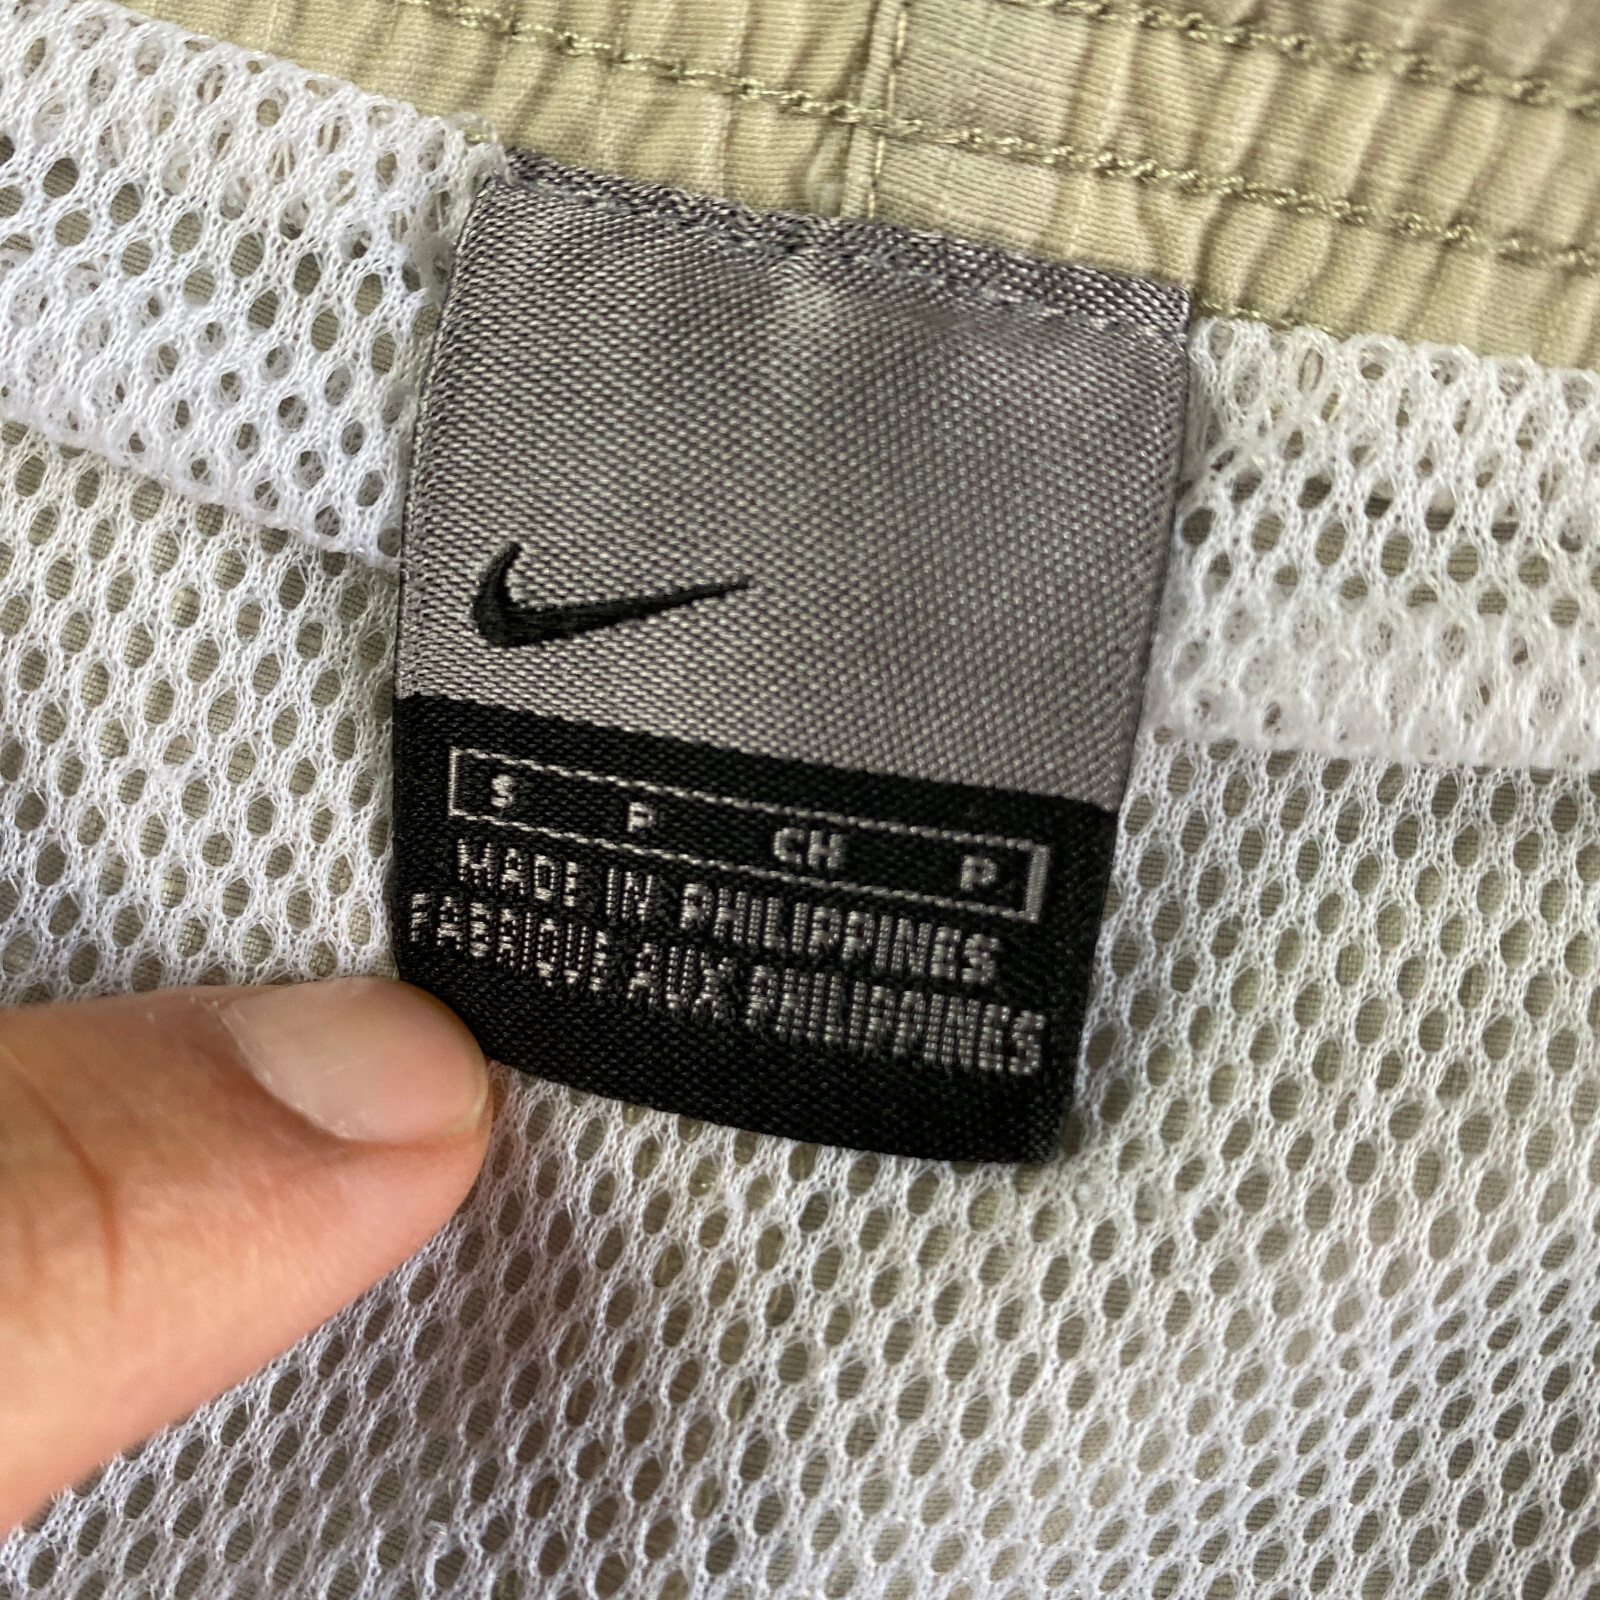 S P CH P
MADE IN PHILIPPINES
FABRIQUE AUX PHILIPPINES